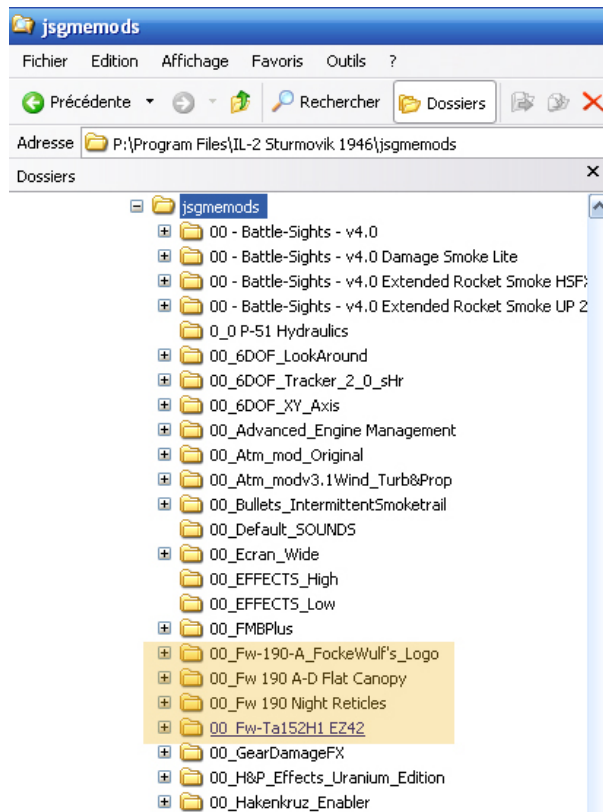 jsgmemods
Fichier Edition Affichage Favoris Outils ?
Précédente Rechercher Dossiers
Adresse P:\Program Files\IL-2 Sturmovik 1946\jsgmemods
Dossiers
jsgmemods
00 - Battle-Sights - v4.0
00 - Battle-Sights - v4.0 Damage Smoke Lite
00 - Battle-Sights - v4.0 Extended Rocket Smoke HSF
00 - Battle-Sights - v4.0 Extended Rocket Smoke UP 2
0_0 P-51 Hydraulics
00_6DOF_LookAround
00_6DOF_Tracker_2_0_sHr
00_6DOF_XY_Axis
00_Advanced_Engine Management
00_Atm_mod_Original
00_Atm_modv3.1Wind_Turb&Prop
00_Bullets_IntermittentSmoketrail
00_Default_SOUNDS
00_Ecran_Wide
00_EFFECTS_High
00_EFFECTS_Low
00_FMBPlus
00_Fw-190-A_FockeWulf's_Logo
00_Fw 190 A-D Flat Canopy
00_Fw 190 Night Reticles
00_Fw-Ta152H1 EZ42
00_GearDamageFX
00_H&P_Effects_Uranium_Edition
00_Hakenkruz_Enabler